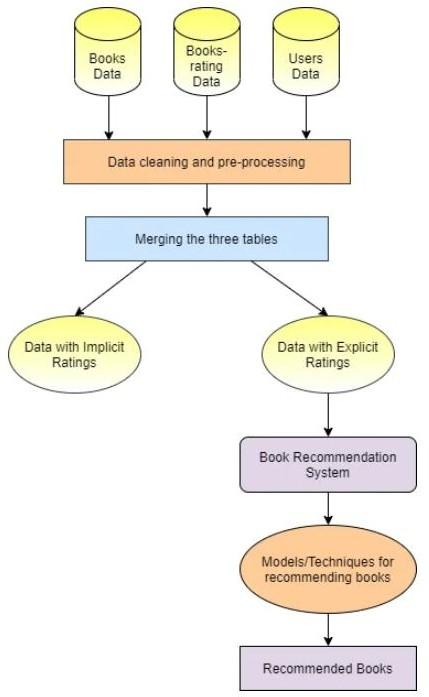 Books
Data
Books-
rating
Data
Users
Data
Data cleaning and pre-processing
Merging the three tables
Data with Implicit
Ratings
Data with Explicit
Ratings
Book Recommendation
System
Models/Techniques for
recommending books
Recommended Books